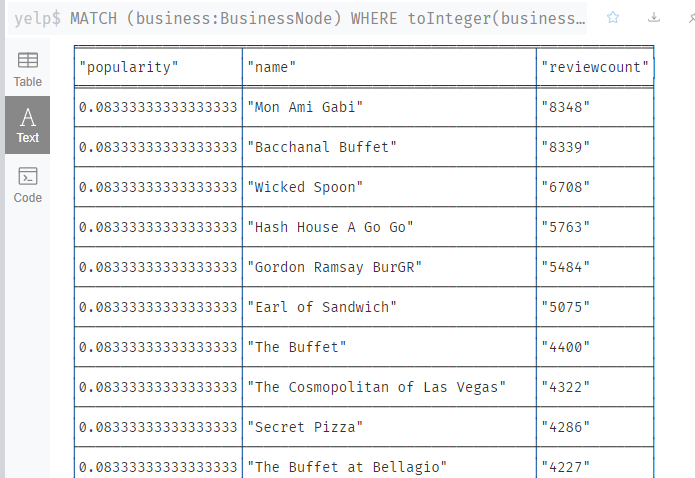 yelp$ MATCH (business:BusinessNode) WHERE toInteger(business…
Table
Text
Code
"popularity" "name" "reviewcount"
0.08333333333333333 "Mon Ami Gabi" "8348"
0.08333333333333333 "Bacchanal Buffet" "8339"
0.08333333333333333 "Wicked Spoon" "6708"
0.08333333333333333 "Hash House A Go Go" "5763"
0.08333333333333333 "Gordon Ramsay BurGR" "5484"
0.08333333333333333 "Earl of Sandwich" "5075"
0.08333333333333333 "The Buffet" "4400"
0.08333333333333333 "The Cosmopolitan of Las Vegas" "4322"
0.08333333333333333 "Secret Pizza" "4286"
0.08333333333333333 "The Buffet at Bellagio" "4227"